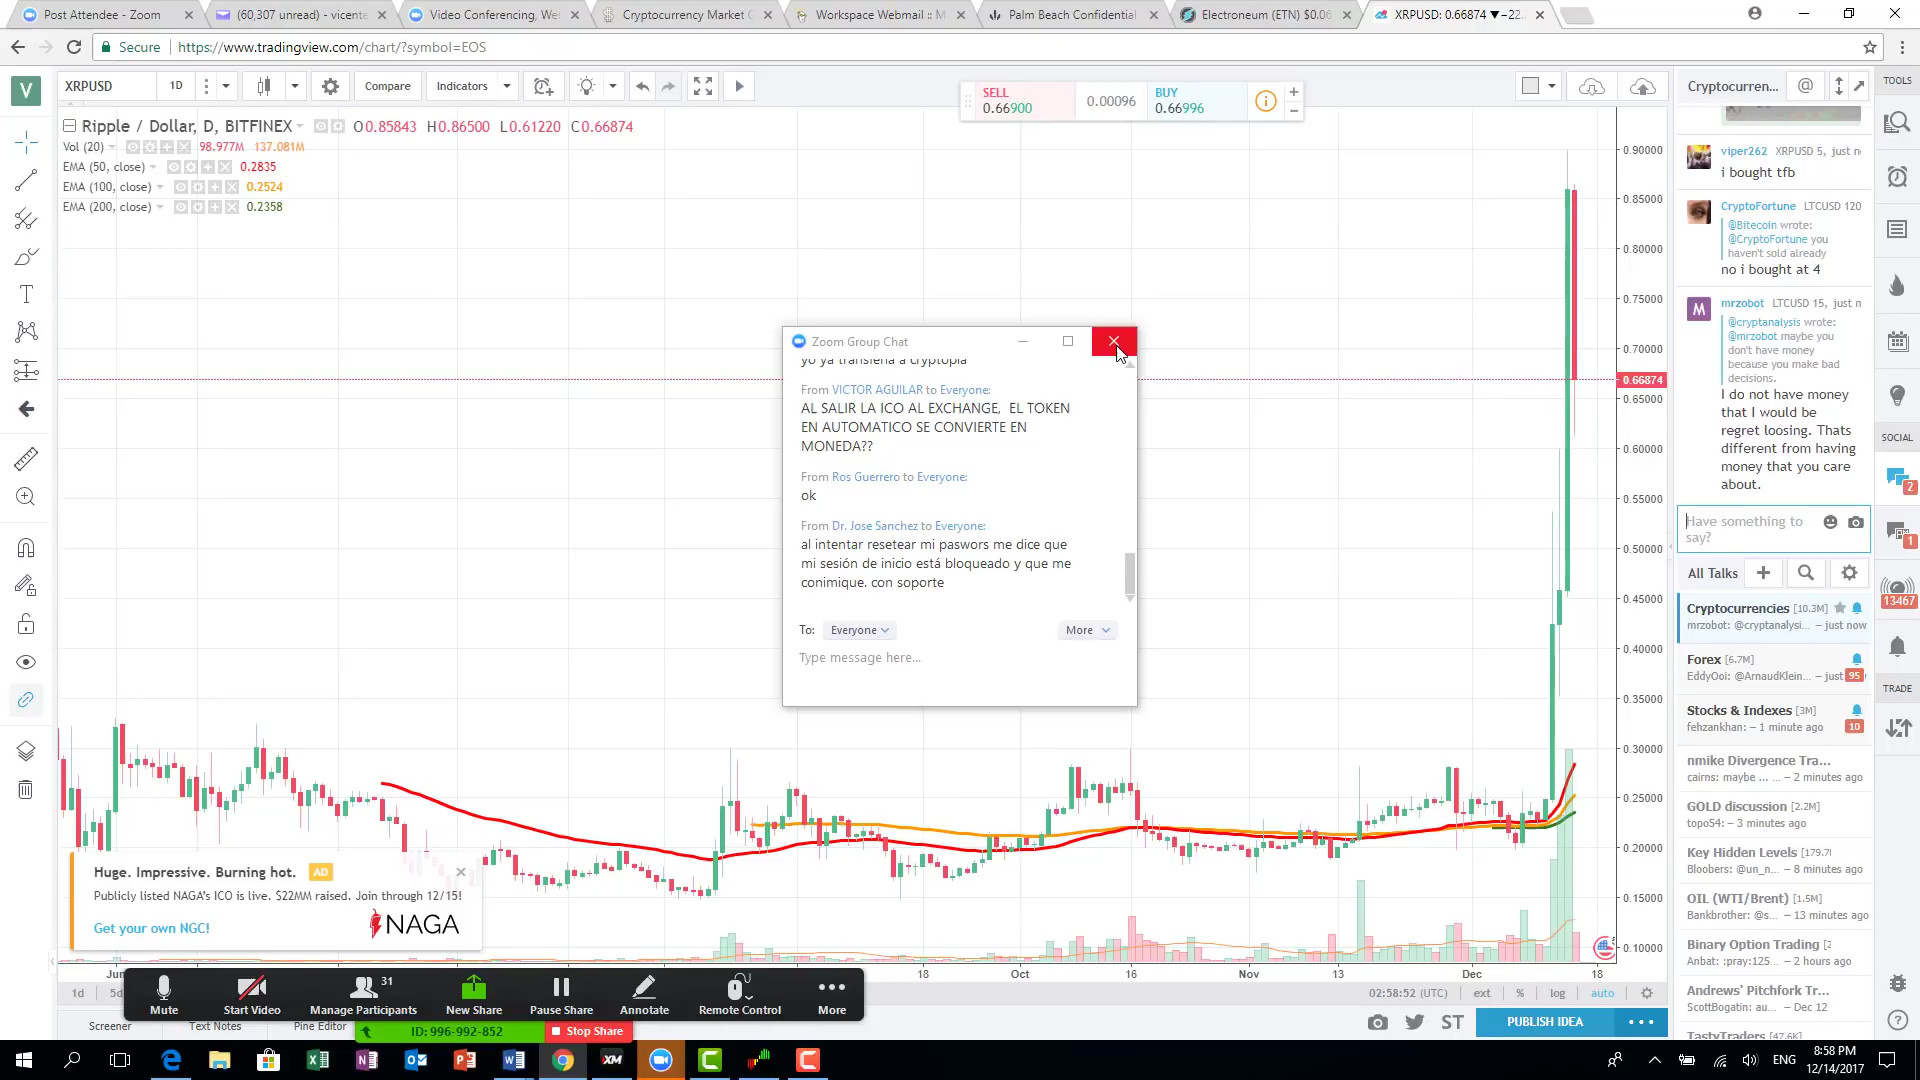 Post Attendee - Zoom
(60,307 unread) - vicente
Video Conferencing, We
Cryptocurrency Market C
Workspace Webmail :: M
Palm Beach Confidential
Electroneum (ETN) $0.06
XRPUSD: 0.66874 ▼−22.
Secure | https://www.tradingview.com/chart/?symbol=EOS
V
XRPUSD
1D
Compare
Indicators
SELL
0.66900
0.00096
BUY
0.66996
Ripple / Dollar, D, BITFINEX
O0.85843 H0.86500 L0.61220 C0.66874
Vol (20) 98.977M 137.081M
EMA (50, close) 0.2835
EMA (100, close) 0.2524
EMA (200, close) 0.2358
0.90000
0.85000
0.80000
0.75000
0.70000
0.66874
0.65000
0.60000
0.55000
0.50000
0.45000
0.40000
0.35000
0.30000
0.25000
0.20000
0.15000
0.10000
Zoom Group Chat
yo ya transferia a cryptopia
From VICTOR AGUILAR to Everyone:
AL SALIR LA ICO AL EXCHANGE, EL TOKEN
EN AUTOMATICO SE CONVIERTE EN
MONEDA??
From Ros Guerrero to Everyone:
ok
From Dr. Jose Sanchez to Everyone:
al intentar resetear mi paswors me dice que
mi sesión de inicio está bloqueado y que me
conimique. con soporte
To: Everyone
More
Type message here...
Huge. Impressive. Burning hot. AD
Publicly listed NAGA's ICO is live. $22MM raised. Join through 12/15!
Get your own NGC!
NAGA
Jun
18
Oct
16
Nov
13
Dec
18
1d
5d
02:58:52 (UTC)
ext
%
log
auto
Mute
Start Video
31
Manage Participants
New Share
Pause Share
Annotate
Remote Control
More
ID: 996-992-852
Stop Share
Screener
Text Notes
Pine Editor
ST
PUBLISH IDEA
Cryptocurren...
@
viper262 XRPUSD 5, just n
i bought tfb
CryptoFortune LTCUSD 120
@Bitecoin wrote:
@CryptoFortune you
haven't sold already
no i bought at 4
M
mrzobot LTCUSD 15, just n
@cryptanalysis wrote:
@mrzobot maybe you
don't have money
because you make bad
decisions.
I do not have money
that I would be
regret loosing. Thats
different from having
money that you care
about.
Have something to
say?
All Talks
Cryptocurrencies [10.3M]
mrzobot: @cryptanalysi... — just now
Forex [6.7M]
EddyOoi: @ArnaudKlein... — just
95
Stocks & Indexes [3M]
fehzankhan: — 1 minute ago
10
nmike Divergence Tra...
cairns: maybe ... ... — 2 minutes ago
GOLD discussion [2.2M]
topo54: — 3 minutes ago
Key Hidden Levels [179.7
Bloobers: @un_n... — 8 minutes ago
OIL (WTI/Brent) [1.5M]
Bankbrother: @s... — 13 minutes ago
Binary Option Trading [2
Anbat: :pray:125... — 2 hours ago
Andrews' Pitchfork Tr...
ScottBogatin: au... — Dec 12
TastyTraders
TOOLS
SOCIAL
2
1
13467
TRADE
ENG
8:58 PM
12/14/2017
XM